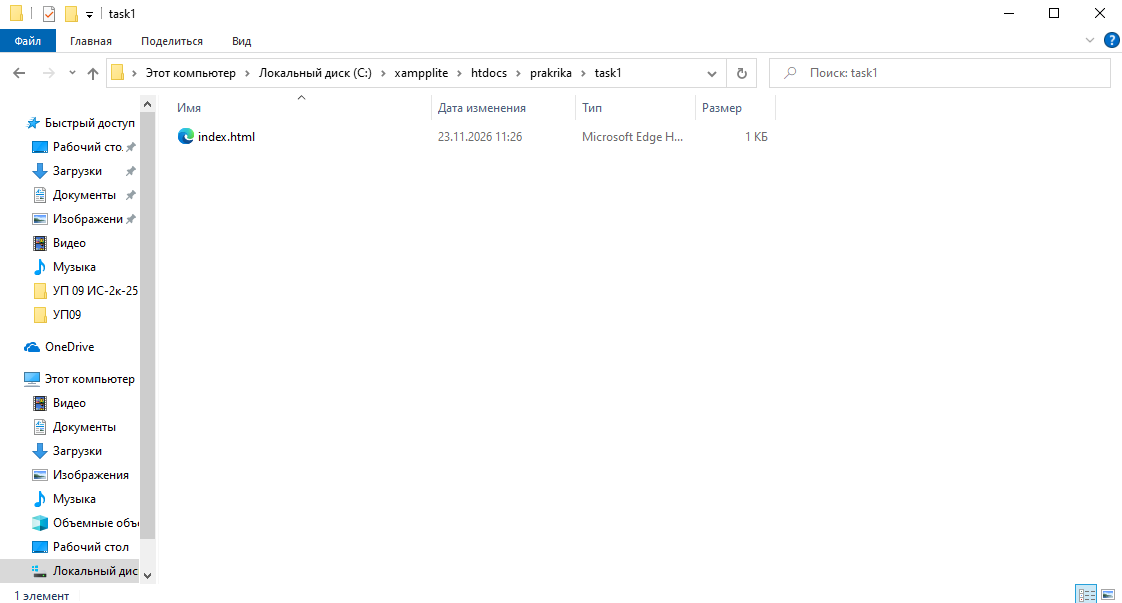 task1
Файл Главная Поделиться Вид
Этот компьютер Локальный диск (C:) xampplite htdocs prakrika task1
Поиск: task1
Имя Дата изменения Тип Размер
index.html 23.11.2026 11:26 Microsoft Edge H... 1 КБ
Быстрый доступ
Рабочий сто.
Загрузки
Документы
Изображени
Видео
Музыка
УП 09 ИС-2к-25
УП09
OneDrive
Этот компьютер
Видео
Документы
Загрузки
Изображения
Музыка
Объемные объ
Рабочий стол
Локальный дис
1 элемент